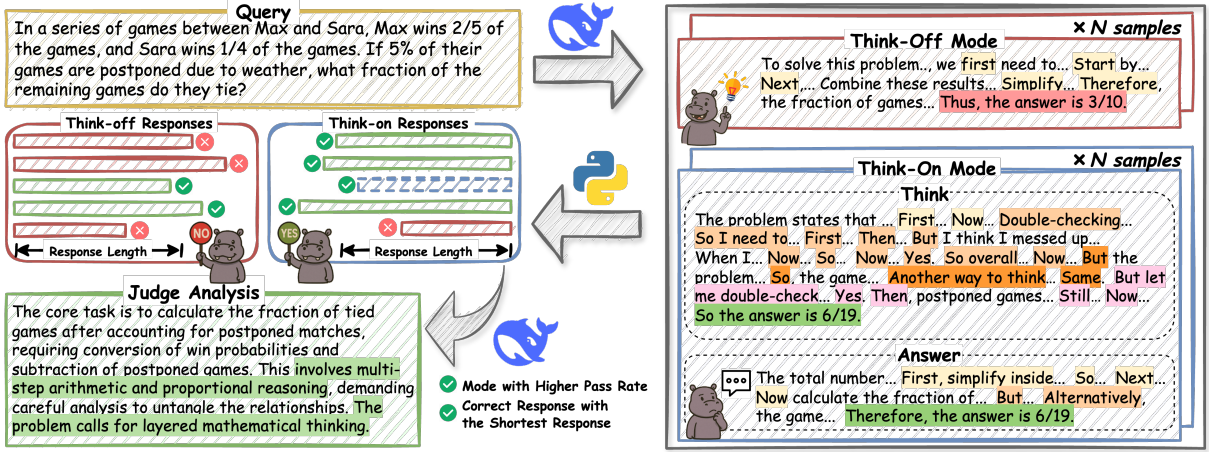 Query
In a series of games between Max and Sara, Max wins 2/5 of
the games, and Sara wins 1/4 of the games. If 5% of their
games are postponed due to weather, what fraction of the
remaining games do they tie?
Think-off Responses
Think-on Responses
NO
YES
Response Length
Response Length
Judge Analysis
The core task is to calculate the fraction of tied
games after accounting for postponed matches,
requiring conversion of win probabilities and
subtraction of postponed games. This involves multi-
step arithmetic and proportional reasoning, demanding
careful analysis to untangle the relationships. The
problem calls for layered mathematical thinking.
Mode with Higher Pass Rate
Correct Response with
the Shortest Response
× N samples
Think-Off Mode
To solve this problem.., we first need to... Start by...
Next,... Combine these results... Simplify... Therefore,
the fraction of games... Thus, the answer is 3/10.
× N samples
Think-On Mode
Think
The problem states that ... First... Now... Double-checking...
So I need to... First... Then... But I think I messed up...
When I... Now... So... Now... Yes. So overall... Now... But the
problem... So, the game... Another way to think... Same. But let
me double-check... Yes. Then, postponed games... Still... Now...
So the answer is 6/19.
Answer
The total number... First, simplify inside... So... Next...
Now calculate the fraction of... But... Alternatively,
the game... Therefore, the answer is 6/19.